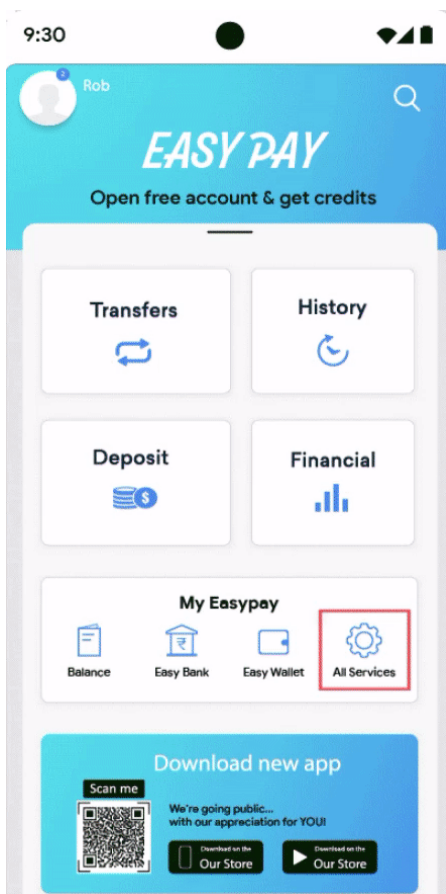 9:30
2
Rob
EASY PAY
Open free account & get credits
Transfers
History
Deposit
$
Financial
My Easypay
₹
Balance
Easy Bank
Easy Wallet
All Services
Download new app
Scan me
We're going public...
with our appreciation for YOU!
Download on the
Our Store
Download on the
Our Store